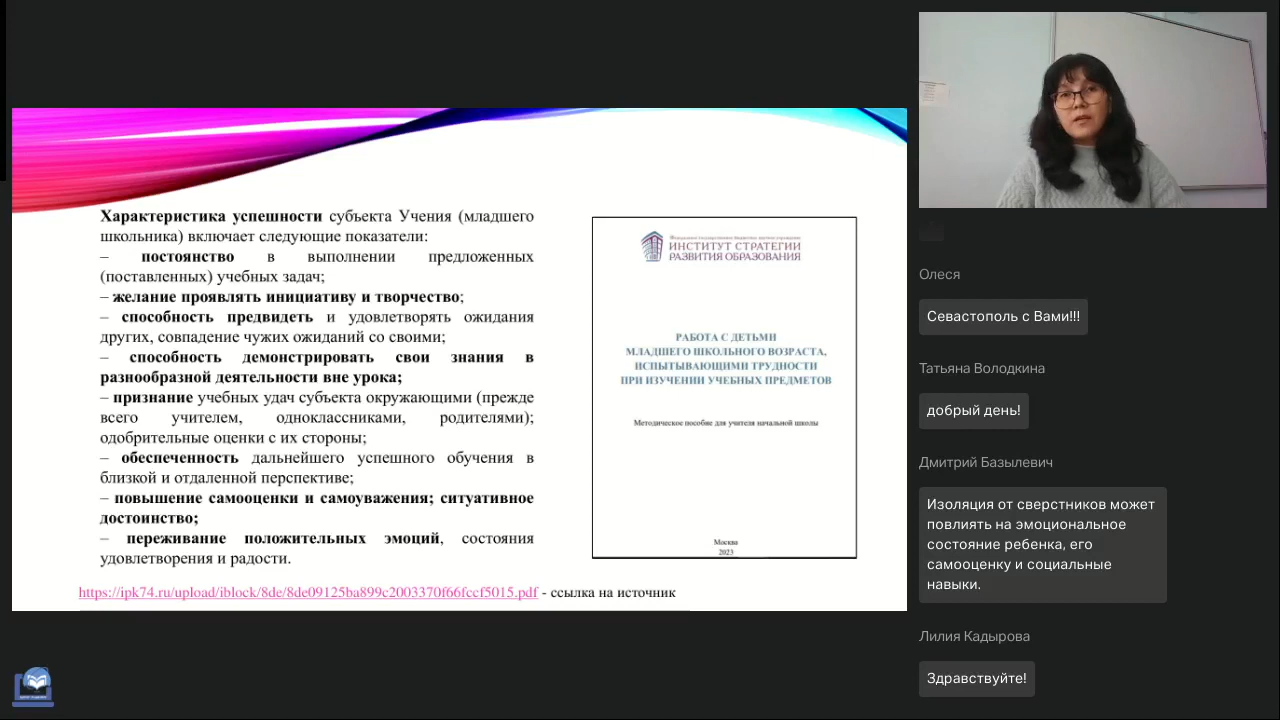 Характеристика успешности субъекта Учения (младшего
школьника) включает следующие показатели:
– постоянство в выполнении предложенных
(поставленных) учебных задач;
– желание проявлять инициативу и творчество;
– способность предвидеть и удовлетворять ожидания
других, совпадение чужих ожиданий со своими;
– способность демонстрировать свои знания в
разнообразной деятельности вне урока;
– признание учебных удач субъекта окружающими (прежде
всего учителем, одноклассниками, родителями);
одобрительные оценки с их стороны;
– обеспеченность дальнейшего успешного обучения в
близкой и отдаленной перспективе;
– повышение самооценки и самоуважения; ситуативное
достоинство;
– переживание положительных эмоций, состояния
удовлетворения и радости.
https://ipk74.ru/upload/iblock/8de/8de09125ba899c2003370f66fccf5015.pdf - ссылка на источник
ИНСТИТУТ СТРАТЕГИИ
РАЗВИТИЯ ОБРАЗОВАНИЯ
РАБОТА С ДЕТЬМИ
МЛАДШЕГО ШКОЛЬНОГО ВОЗРАСТА,
ИСПЫТЫВАЮЩИМИ ТРУДНОСТИ
ПРИ ИЗУЧЕНИИ УЧЕБНЫХ ПРЕДМЕТОВ
Методическое пособие для учителя начальной школы
Москва
2023
Олеся
Севастополь с Вами!!!
Татьяна Володкина
добрый день!
Дмитрий Базылевич
Изоляция от сверстников может
повлиять на эмоциональное
состояние ребенка, его
самооценку и социальные
навыки.
Лилия Кадырова
Здравствуйте!